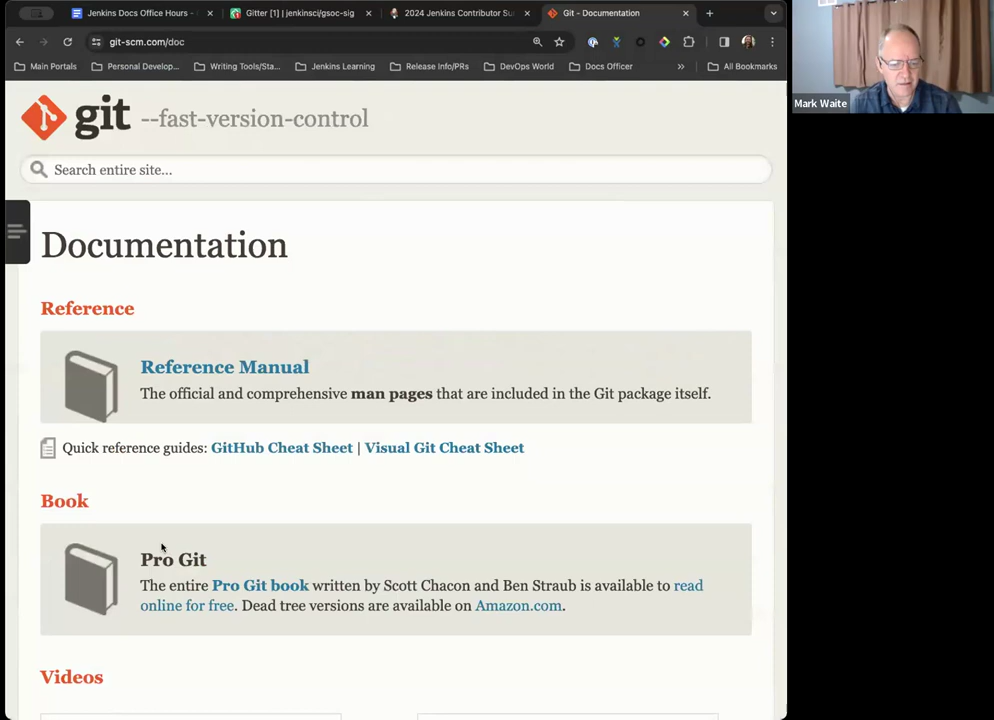 Jenkins Docs Office Hours -
Gitter [1] | jenkinsci/gsoc-sig
2024 Jenkins Contributor Su
Git - Documentation
git-scm.com/doc
Main Portals
Personal Develop...
Writing Tools/Sta...
Jenkins Learning
Release Info/PRs
DevOps World
Docs Officer
»
All Bookmarks
Mark Waite
git --fast-version-control
Search entire site...
Documentation
Reference
Reference Manual
The official and comprehensive man pages that are included in the Git package itself.
Quick reference guides: GitHub Cheat Sheet | Visual Git Cheat Sheet
Book
Pro Git
The entire Pro Git book written by Scott Chacon and Ben Straub is available to read
online for free. Dead tree versions are available on Amazon.com.
Videos